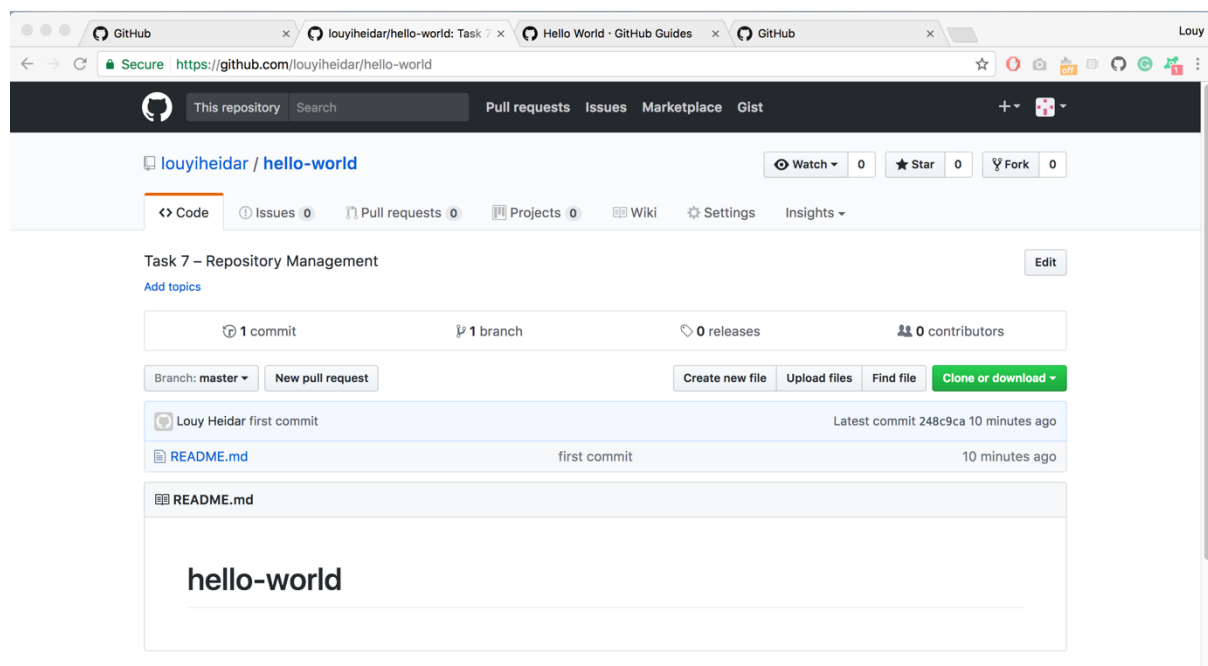 GitHub × louyiheidar/hello-world: Task 7 × Hello World · GitHub Guides × GitHub × Louy
Secure https://github.com/louyiheidar/hello-world off 1
This repository Search Pull requests Issues Marketplace Gist
louyiheidar / hello-world Watch 0 Star 0 Fork 0
<> Code Issues 0 Pull requests 0 Projects 0 Wiki Settings Insights
Task 7 – Repository Management Edit
Add topics
1 commit 1 branch 0 releases 0 contributors
Branch: master New pull request Create new file Upload files Find file Clone or download
Louy Heidar first commit Latest commit 248c9ca 10 minutes ago
README.md first commit 10 minutes ago
README.md
hello-world